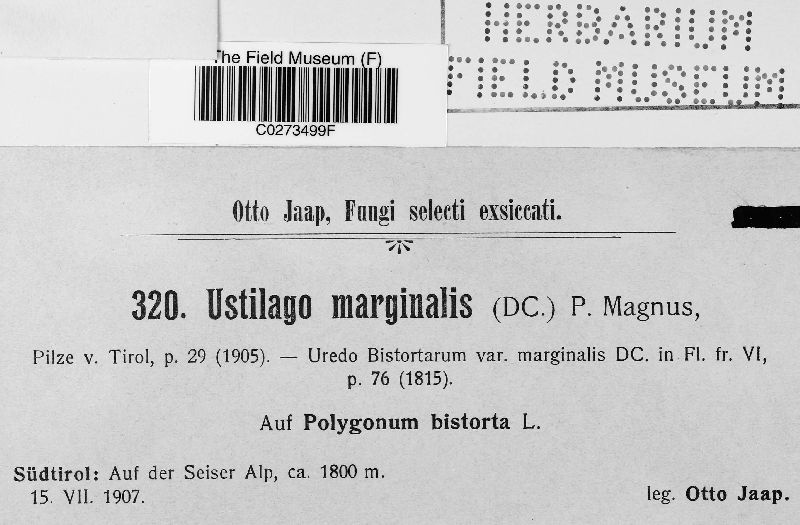 HERBARIUM
FIELD MUSEUM
The Field Museum (F)
C0273499F
Otto Jaap, Fungi selecti exsiccati.
320. Ustilago marginalis (DC.) P. Magnus,
Pilze v. Tirol, p. 29 (1905). — Uredo Bistortarum var. marginalis DC. in Fl. fr. VI,
p. 76 (1815).
Auf Polygonum bistorta L.
Südtirol: Auf der Seiser Alp, ca. 1800 m.
15. VII. 1907.
leg. Otto Jaap.